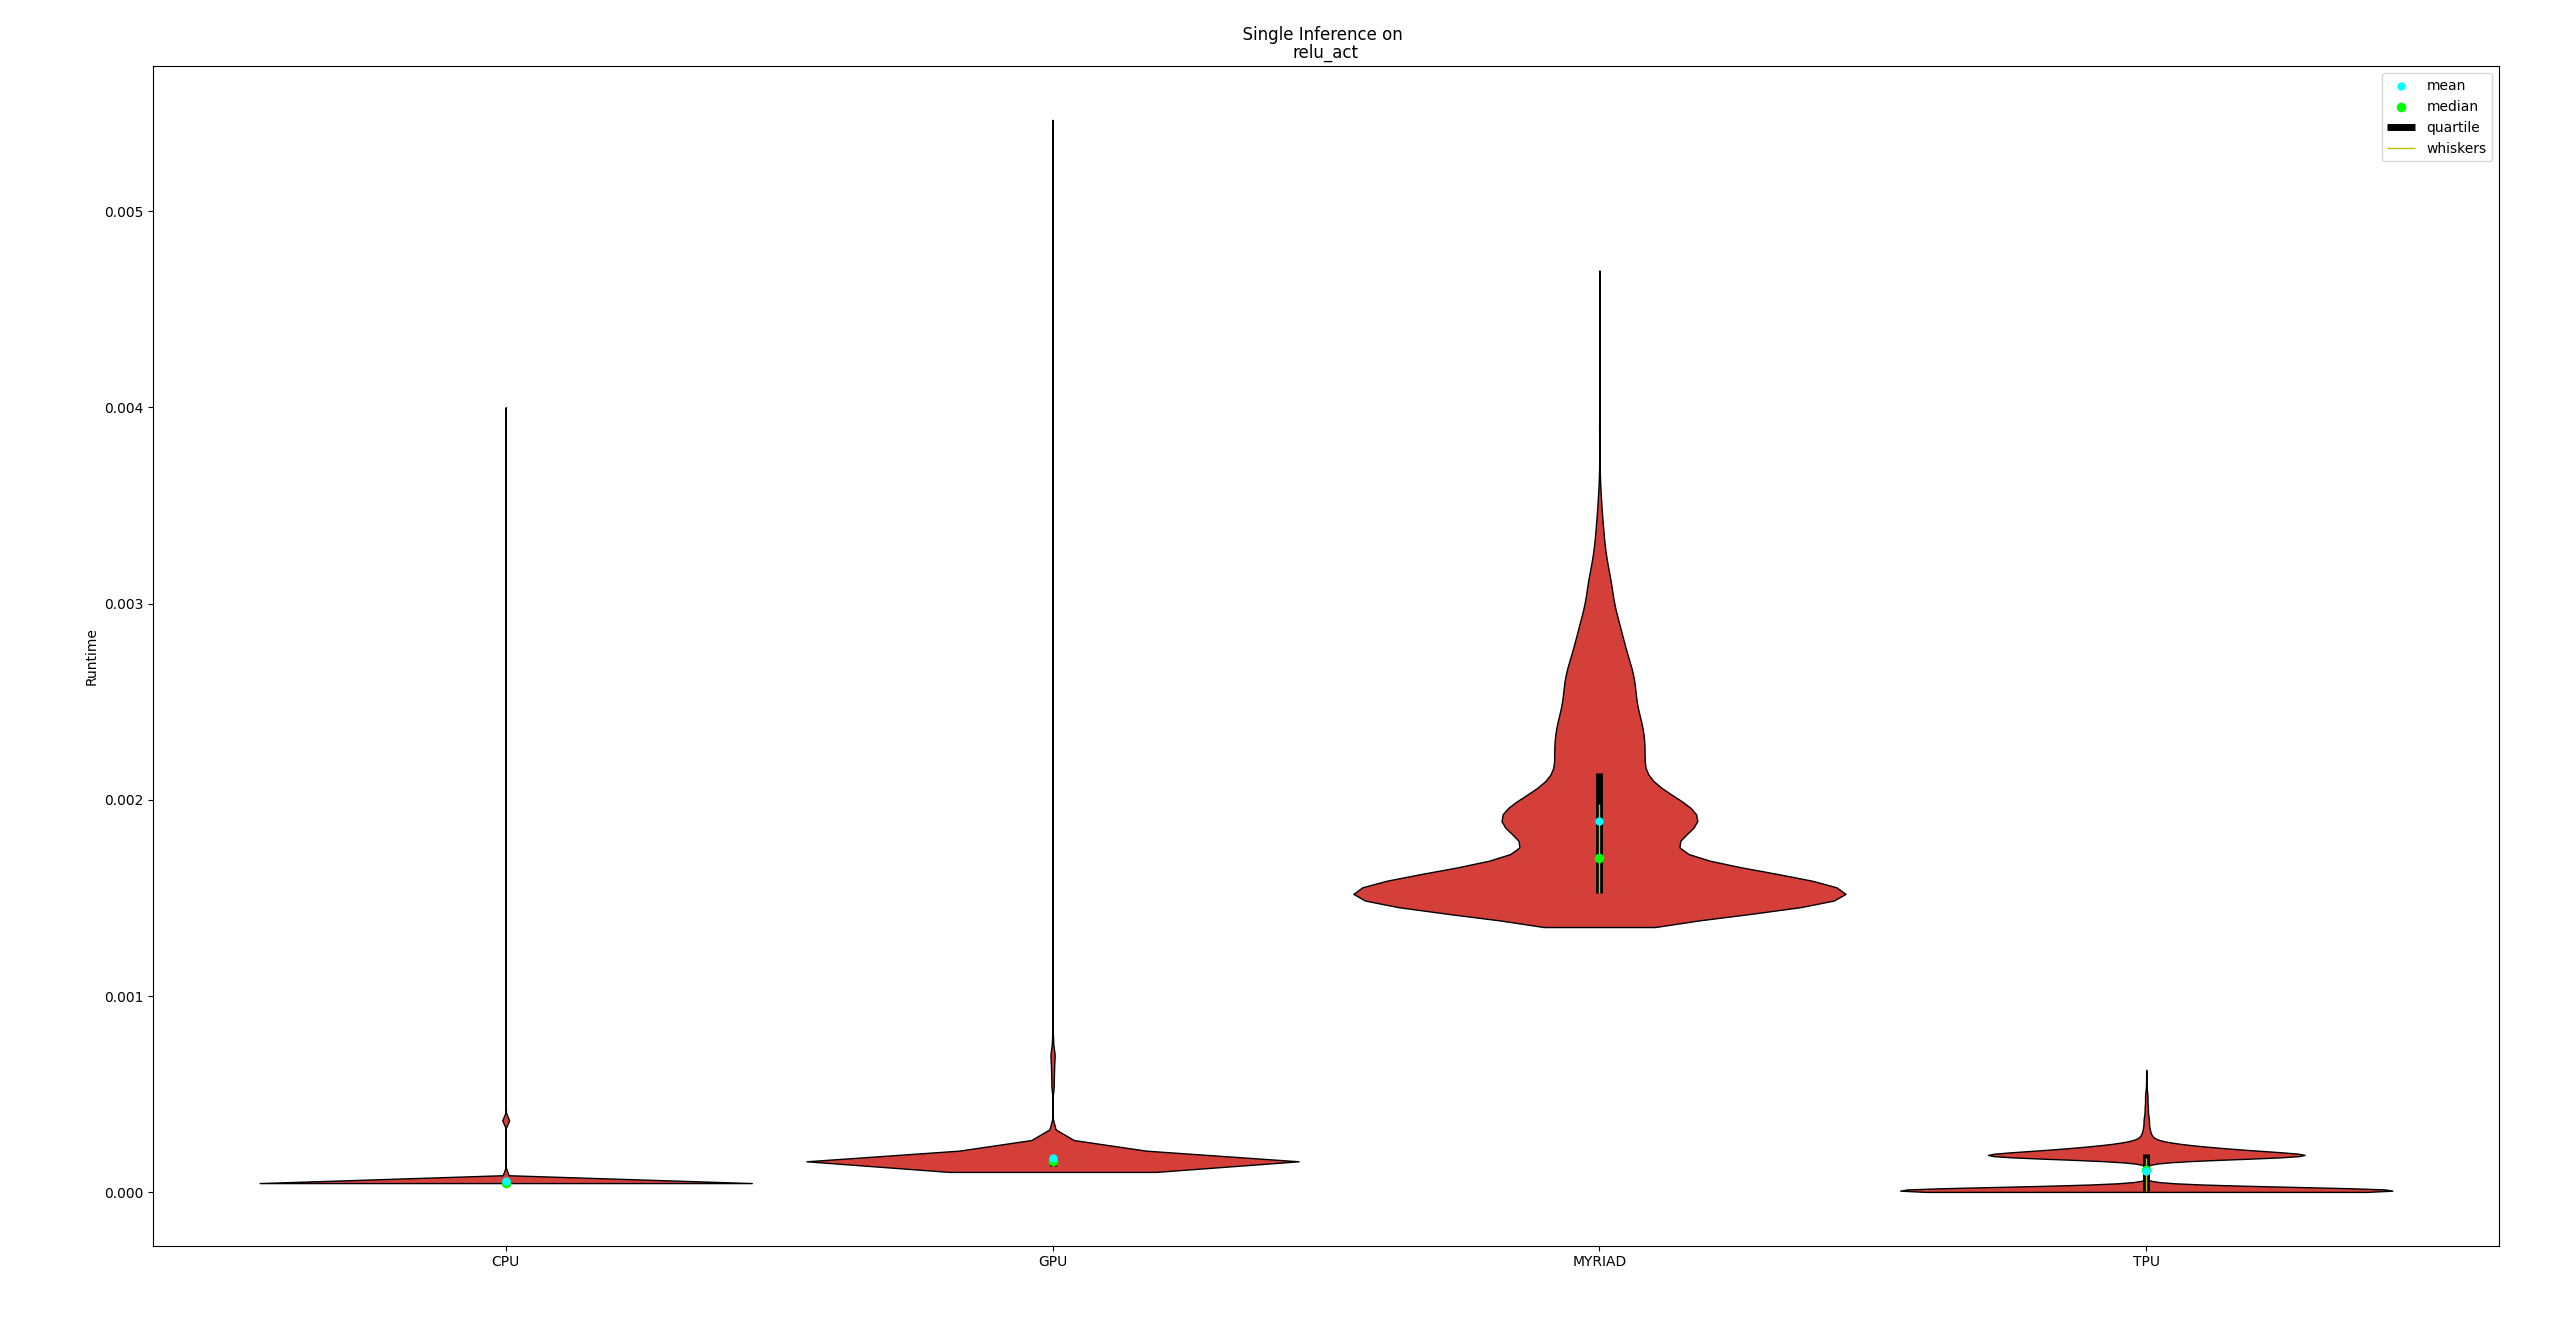 Single Inference on
relu_act
mean
median
quartile
whiskers
Runtime
0.005
0.004
0.003
0.002
0.001
0.000
CPU
GPU
MYRIAD
TPU